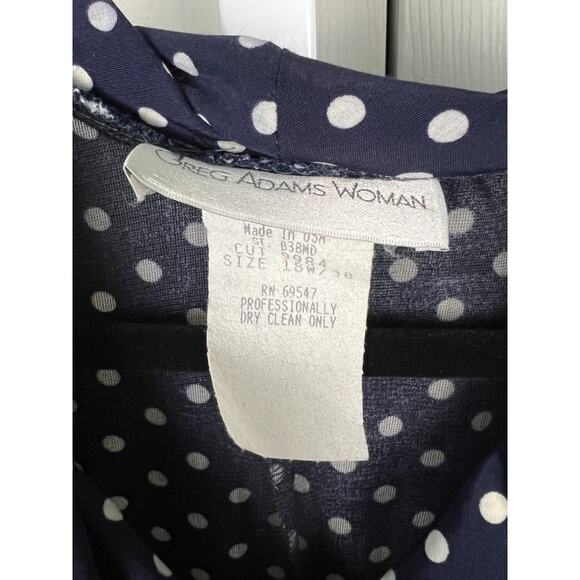 GREG ADAMS WOMAN
Made In USA
ST- B38MD
CUT 9984
SIZE 18W/38
RN 69547
PROFESSIONALLY
DRY CLEAN ONLY